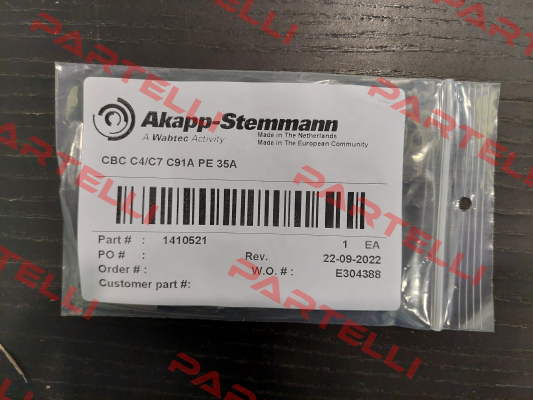 Akapp-Stemmann
A Wabtec Activity
Made in The Netherlands
Made in The European Community
CBC C4/C7 C91A PE 35A
Part # : 1410521 1 EA
PO # : Rev. 22-09-2022
Order # : W.O. # : E304388
Customer part #:
PARTELLI
PARTELLI
PARTELLI
PARTELLI
PARTELLI
PARTELLI
PARTELLI